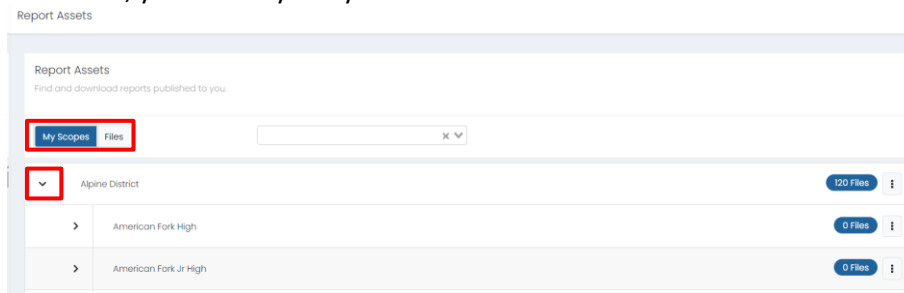 Report Assets
Report Assets
Find and download reports published to you.
My Scopes Files
Alpine District 120 Files
American Fork High 0 Files
American Fork Jr High 0 Files